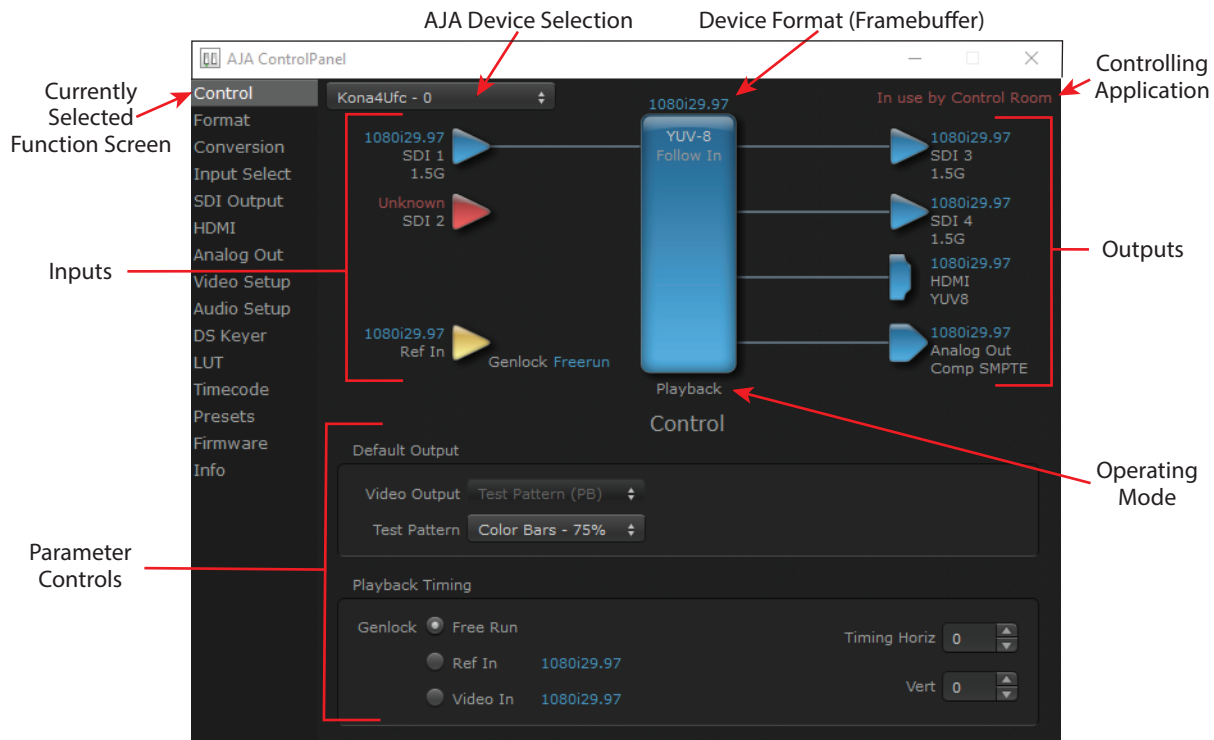 AJA Device Selection
Device Format (Framebuffer)
AJA ControlPanel
Controlling
Application
Currently
Selected
Function Screen
Control
Format
Conversion
Input Select
SDI Output
HDMI
Analog Out
Video Setup
Audio Setup
DS Keyer
LUT
Timecode
Presets
Firmware
Info
Kona4Ufc - 0
1080i29.97
In use by Control Room
Inputs
1080i29.97
SDI 1
1.5G
Unknown
SDI 2
1080i29.97
Ref In
Genlock Freerun
YUV-8
Follow In
Playback
1080i29.97
SDI 3
1.5G
1080i29.97
SDI 4
1.5G
1080i29.97
HDMI
YUV8
1080i29.97
Analog Out
Comp SMPTE
Outputs
Operating
Mode
Control
Parameter
Controls
Default Output
Video Output Test Pattern (PB)
Test Pattern Color Bars - 75%
Playback Timing
Genlock Free Run
Ref In 1080i29.97
Video In 1080i29.97
Timing Horiz 0
Vert 0